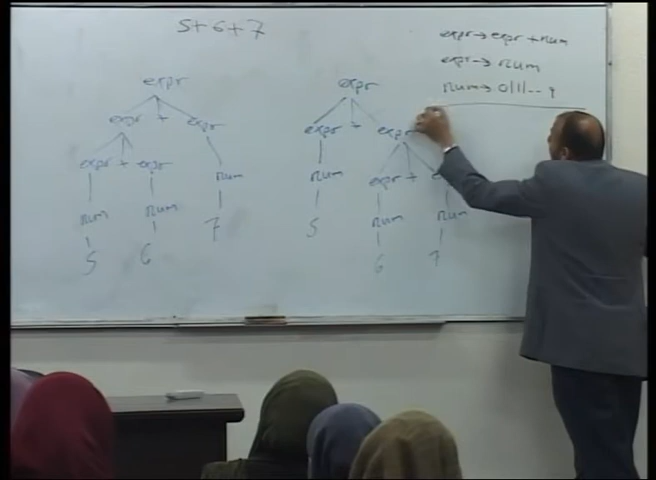 5+6+7
expr → expr + num
expr → num
num → 0|1|--9
expr
expr + expr
expr + expr num
num num 7
5 6
expr
expr + expr
num expr +
5 num num
6 7